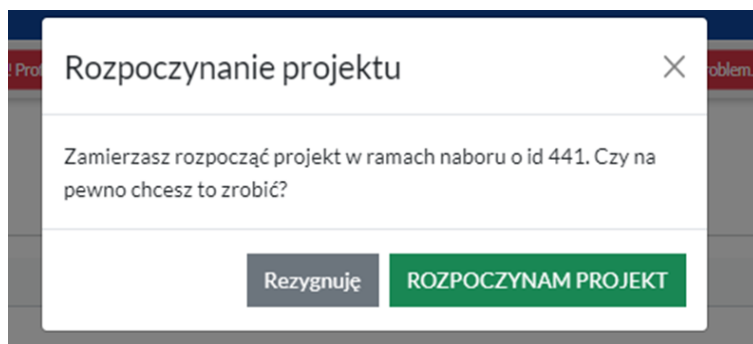 Rozpoczynanie projektu
Zamierzasz rozpocząć projekt w ramach naboru o id 441. Czy na
pewno chcesz to zrobić?
Rezygnuję
ROZPOCZYNAM PROJEKT